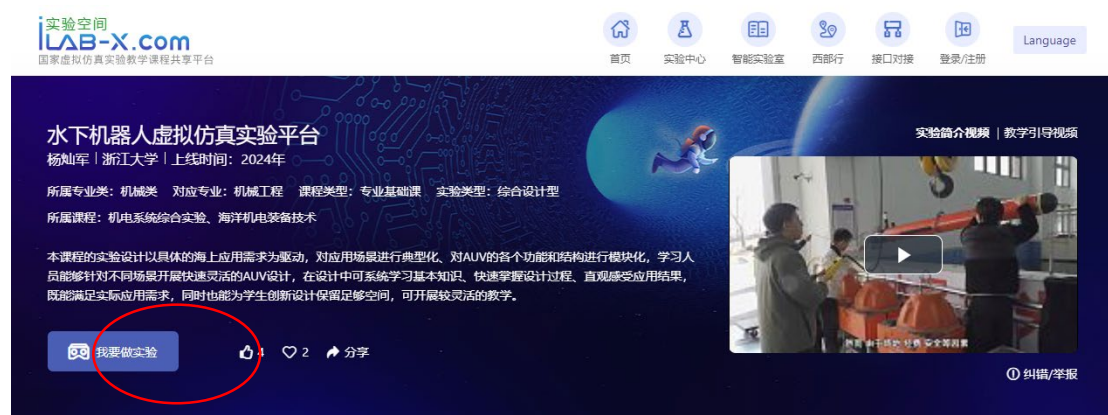 实验空间
iLAB-X.com
国家虚拟仿真实验教学课程共享平台
首页
实验中心
智能实验室
西部行
接口对接
登录/注册
Language
水下机器人虚拟仿真实验平台
杨灿军 | 浙江大学 | 上线时间：2024年
所属专业类：机械类 对应专业：机械工程 课程类型：专业基础课 实验类型：综合设计型
所属课程：机电系统综合实验、海洋机电装备技术
本课程的实验设计以具体的海上应用需求为驱动，对应用场景进行典型化、对AUV的各个功能和结构进行模块化，学习人
员能够针对不同场景开展快速灵活的AUV设计，在设计中可系统学习基本知识、快速掌握设计过程、直观感受应用结果，
既能满足实际应用需求，同时也能为学生创新设计保留足够空间，可开展较灵活的教学。
我要做实验
4
2
分享
实验简介视频 | 教学引导视频
然而 由于场地 经费 安全等因素
纠错/举报